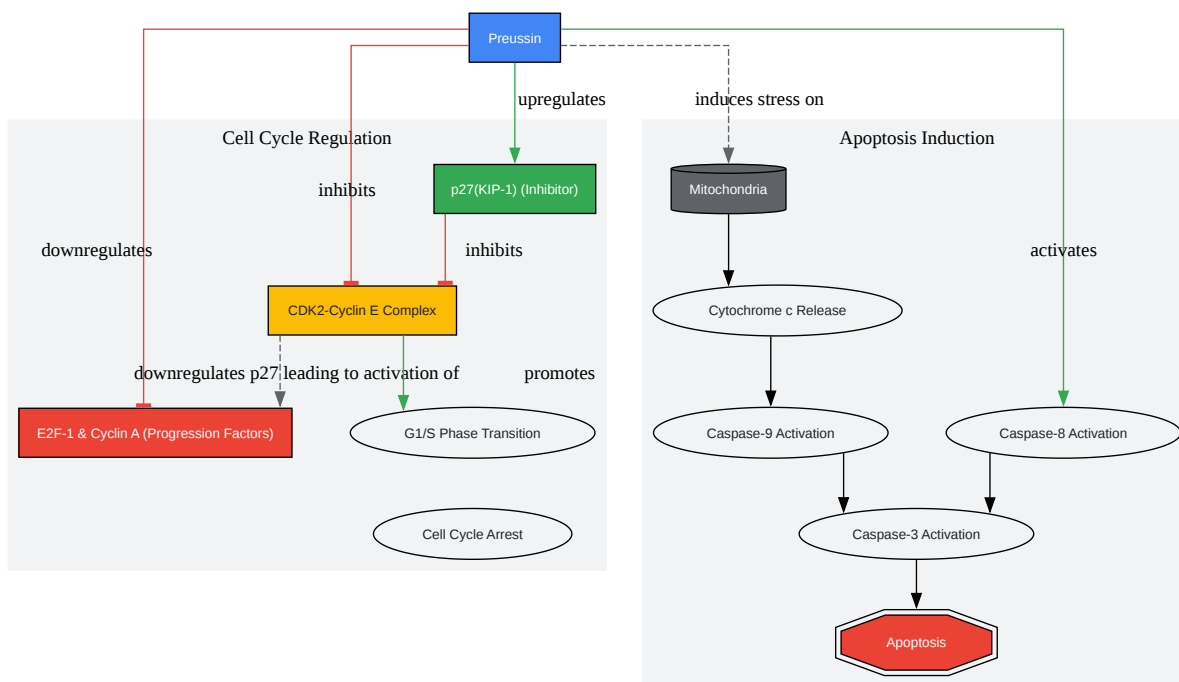 Preussin
upregulates
induces stress on
Cell Cycle Regulation
Apoptosis Induction
inhibits
p27(KIP-1) (Inhibitor)
Mitochondria
downregulates
inhibits
activates
CDK2-Cyclin E Complex
Cytochrome c Release
downregulates p27 leading to activation of
promotes
E2F-1 & Cyclin A (Progression Factors)
G1/S Phase Transition
Caspase-9 Activation
Caspase-8 Activation
Cell Cycle Arrest
Caspase-3 Activation
Apoptosis